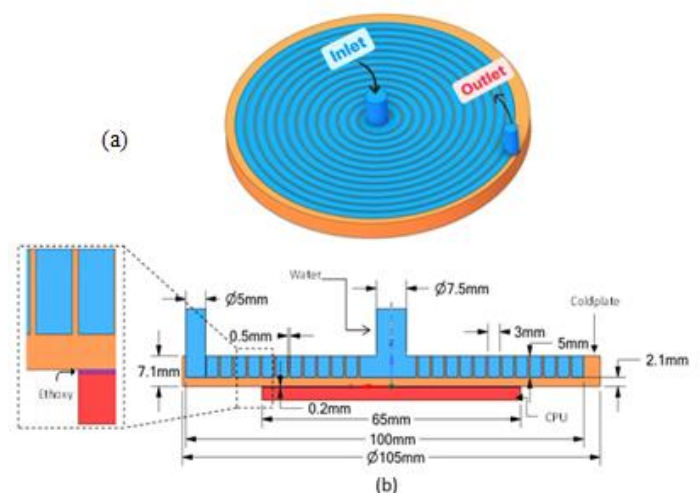 Inlet
Outlet
(a)
Water
Ø5mm
Ø7.5mm
Coldplate
0.5mm
3mm
5mm
7.1mm
2.1mm
Ethoxy
0.2mm
CPU
65mm
100mm
Ø105mm
(b)